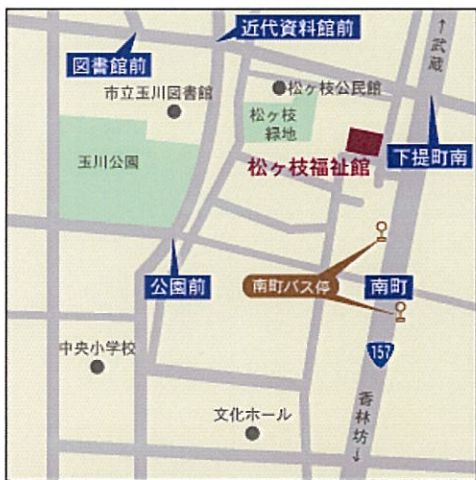 近代資料館前
↑武蔵
図書館前
松ヶ枝公民館
市立玉川図書館
松ヶ枝
緑地
下提町南
玉川公園
松ヶ枝福祉館
公園前
南町バス停
南町
中央小学校
157
香林坊↓
文化ホール